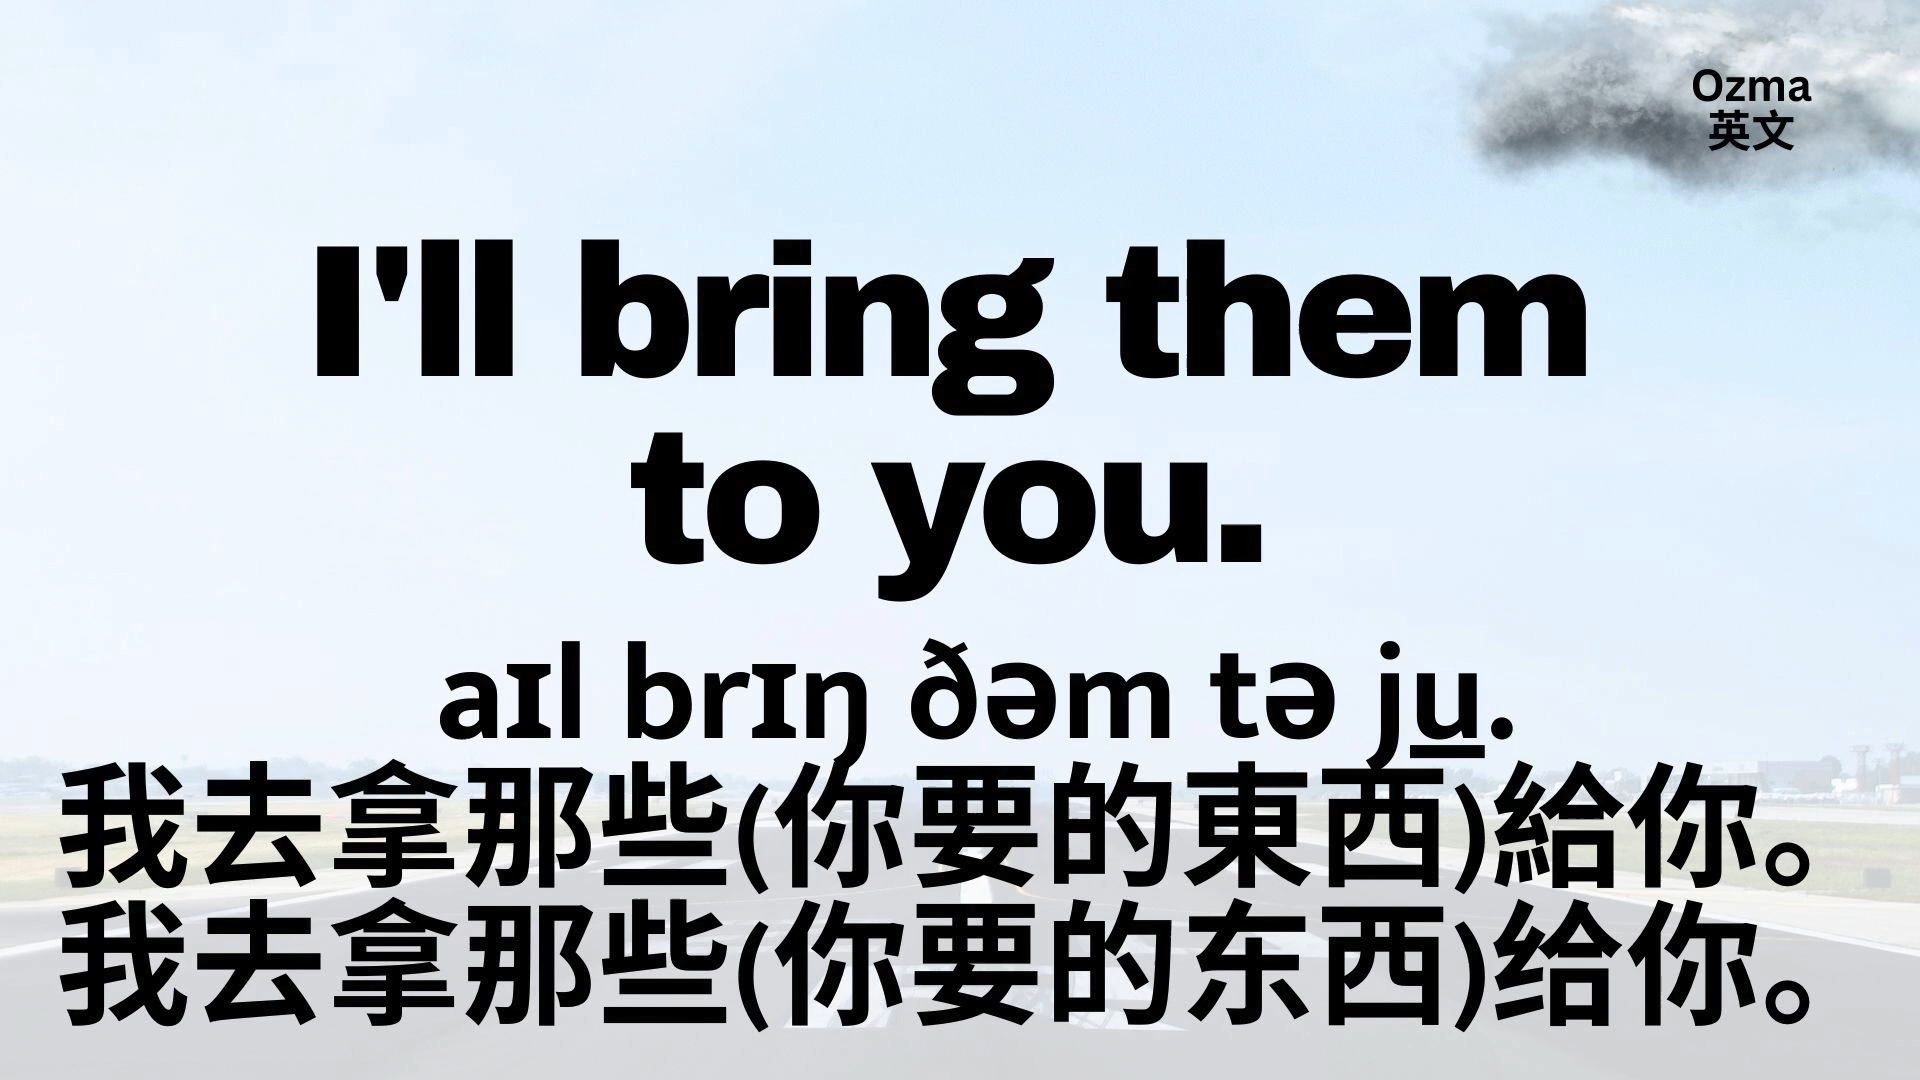 Ozma
英文
I'll bring them
to you.
aɪl brɪŋ ðəm tə ju.
我去拿那些(你要的東西)給你。
我去拿那些(你要的东西)给你。